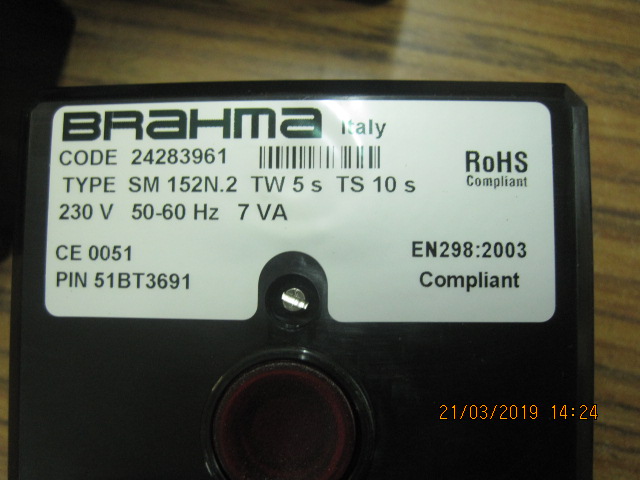 BRAHMA Italy
CODE 24283961
RoHS
Compliant
TYPE SM 152N.2 TW 5 s TS 10 s
230 V 50-60 Hz 7 VA
CE 0051
EN298:2003
PIN 51BT3691
Compliant
21/03/2019 14:24